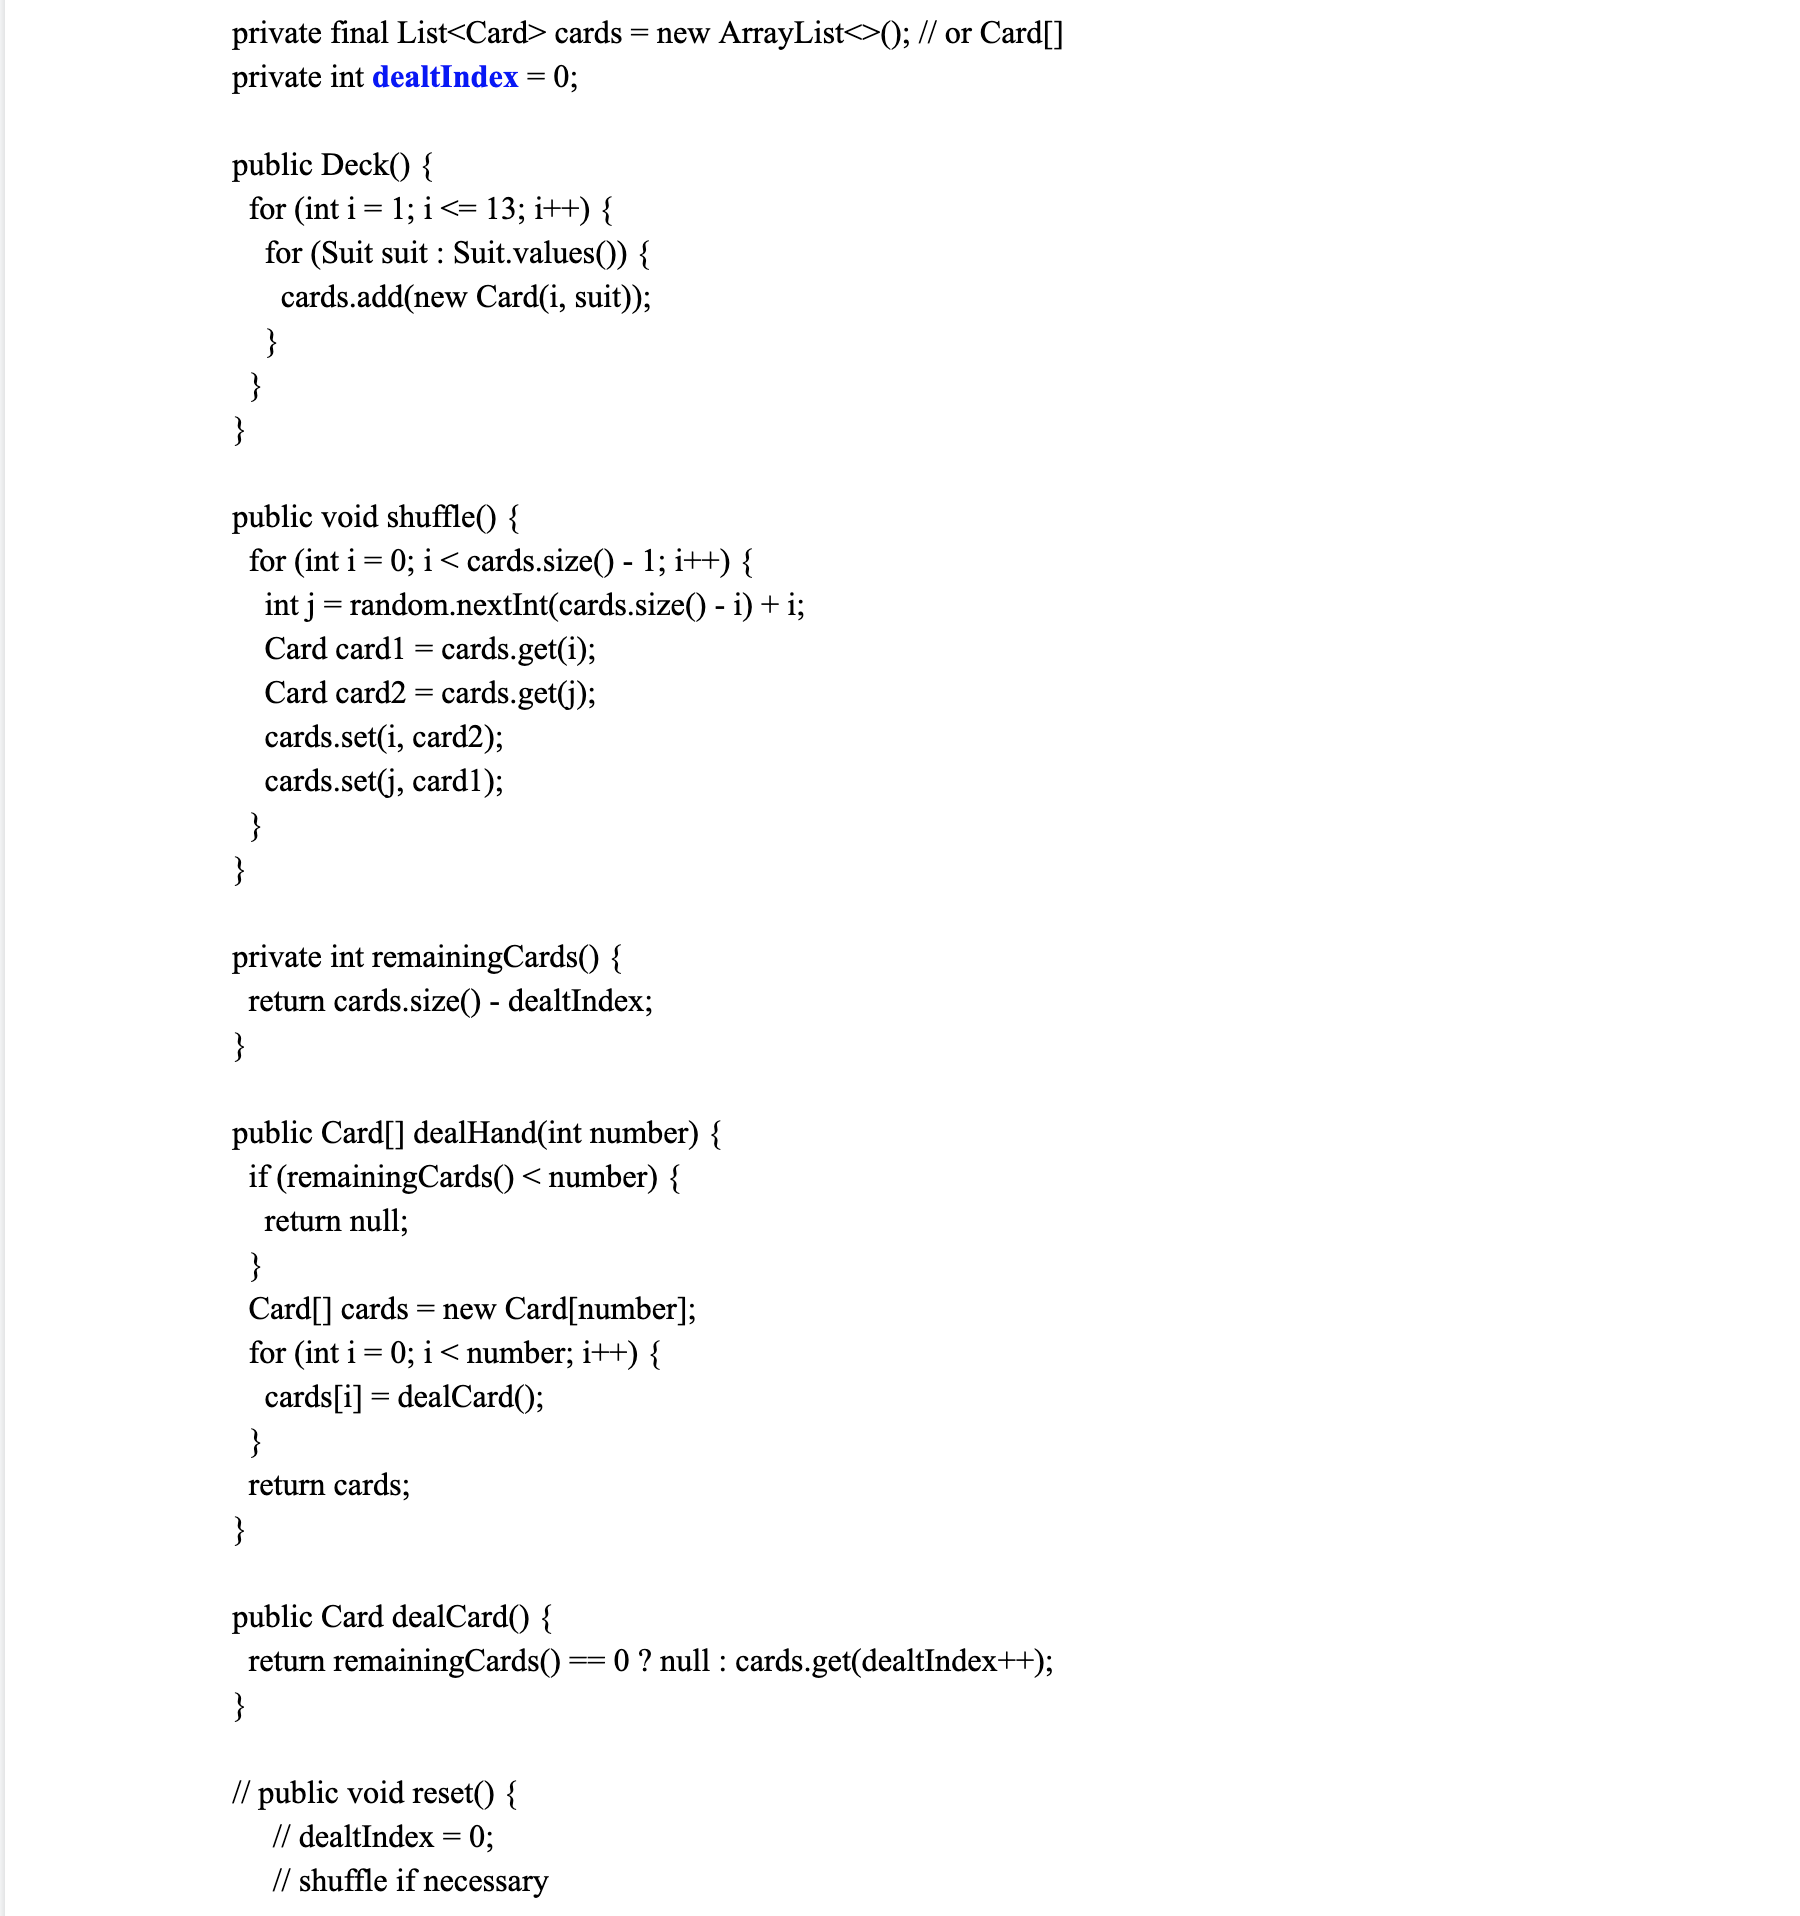 private final List<Card> cards = new ArrayList<>(); // or Card[]
private int dealtIndex = 0;

public Deck() {
  for (int i = 1; i <= 13; i++) {
    for (Suit suit : Suit.values()) {
      cards.add(new Card(i, suit));
    }
  }
}

public void shuffle() {
  for (int i = 0; i < cards.size() - 1; i++) {
    int j = random.nextInt(cards.size() - i) + i;
    Card card1 = cards.get(i);
    Card card2 = cards.get(j);
    cards.set(i, card2);
    cards.set(j, card1);
  }
}

private int remainingCards() {
  return cards.size() - dealtIndex;
}

public Card[] dealHand(int number) {
  if (remainingCards() < number) {
    return null;
  }
  Card[] cards = new Card[number];
  for (int i = 0; i < number; i++) {
    cards[i] = dealCard();
  }
  return cards;
}

public Card dealCard() {
  return remainingCards() == 0 ? null : cards.get(dealtIndex++);
}

// public void reset() {
     // dealtIndex = 0;
     // shuffle if necessary